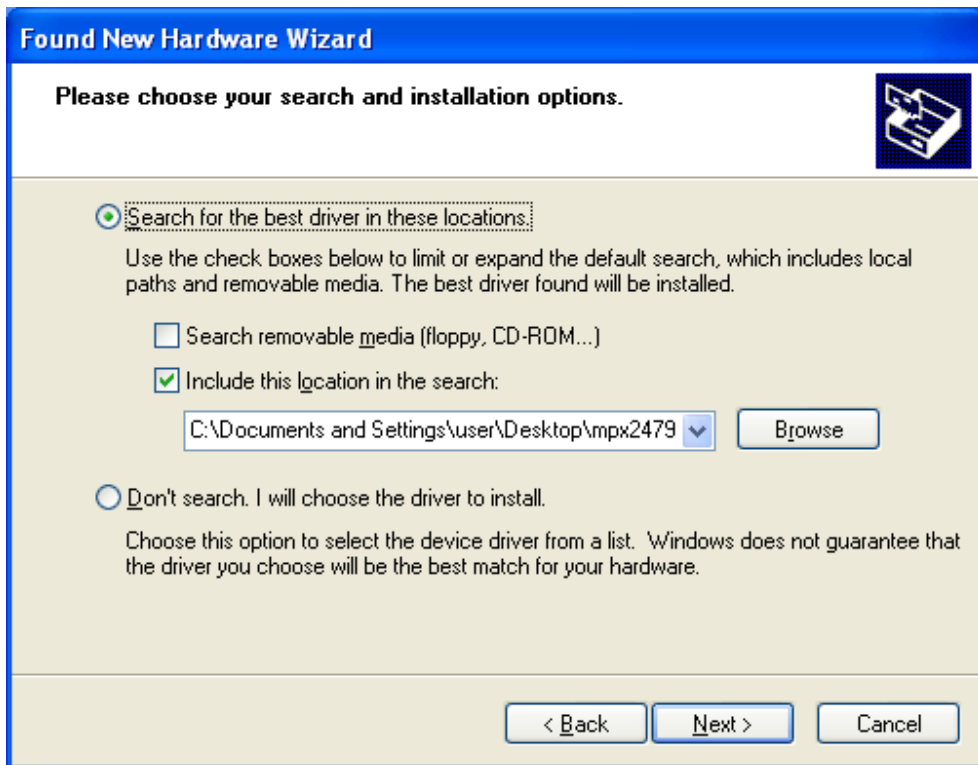 Found New Hardware Wizard
Please choose your search and installation options.
Search for the best driver in these locations.
Use the check boxes below to limit or expand the default search, which includes local
paths and removable media. The best driver found will be installed.
Search removable media (floppy, CD-ROM...)
Include this location in the search:
C:\Documents and Settings\user\Desktop\mpx2479
Browse
Don't search. I will choose the driver to install.
Choose this option to select the device driver from a list.  Windows does not guarantee that
the driver you choose will be the best match for your hardware.
< Back
Next >
Cancel